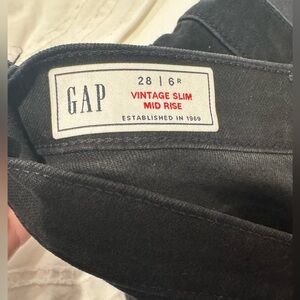 GAP
28 | 6R
VINTAGE SLIM
MID RISE
ESTABLISHED IN 1969